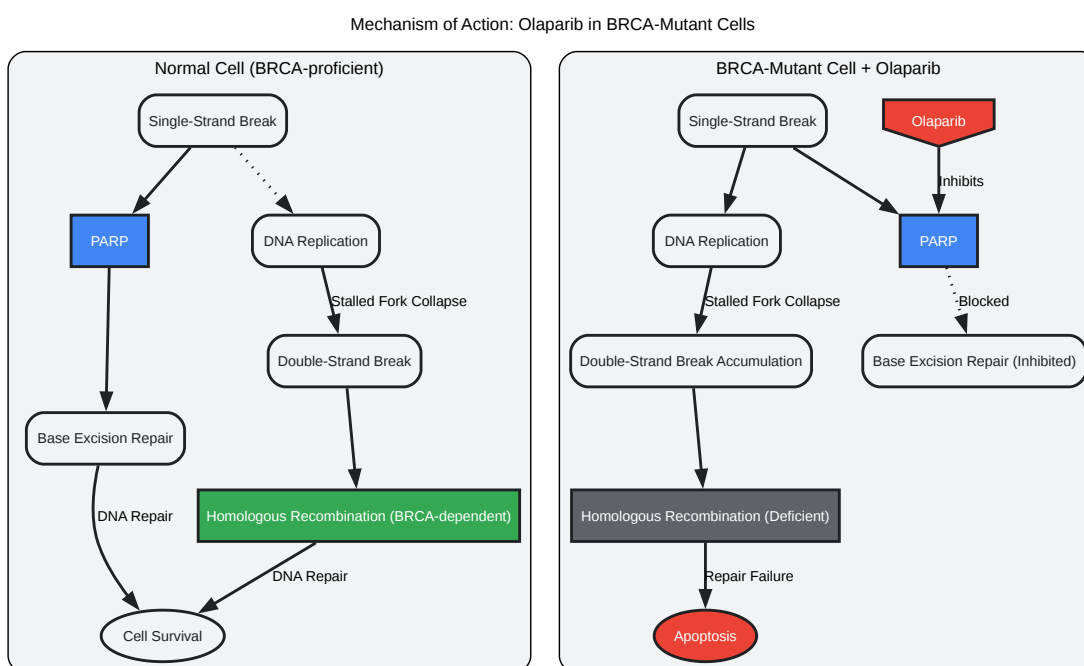 Mechanism of Action: Olaparib in BRCA-Mutant Cells
Normal Cell (BRCA-proficient)
Single-Strand Break
PARP
DNA Replication
Stalled Fork Collapse
Double-Strand Break
Base Excision Repair
Homologous Recombination (BRCA-dependent)
DNA Repair
DNA Repair
Cell Survival
BRCA-Mutant Cell + Olaparib
Single-Strand Break
Olaparib
Inhibits
DNA Replication
PARP
Stalled Fork Collapse
Blocked
Double-Strand Break Accumulation
Base Excision Repair (Inhibited)
Homologous Recombination (Deficient)
Repair Failure
Apoptosis